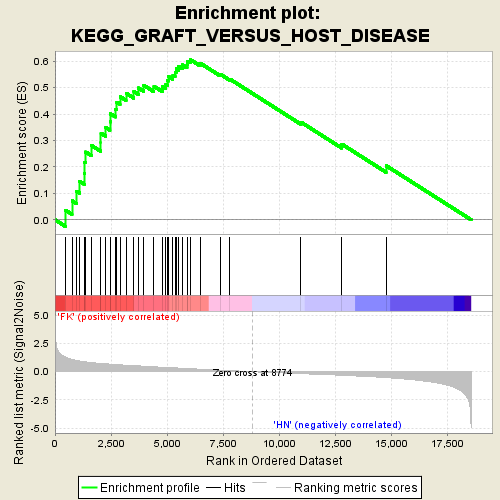 Enrichment plot:
KEGG_GRAFT_VERSUS_HOST_DISEASE
Enrichment score (ES)
0.6
0.5
0.4
0.3
0.2
0.1
0.0
Ranked list metric (Signal2Noise)
5.0
2.5
0.0
-2.5
-5.0
'FK' (positively correlated)
Zero cross at 8774
'HN' (negatively correlated)
0 2,500 5,000 7,500 10,000 12,500 15,000 17,500
Rank in Ordered Dataset
Enrichment profile Hits Ranking metric scores